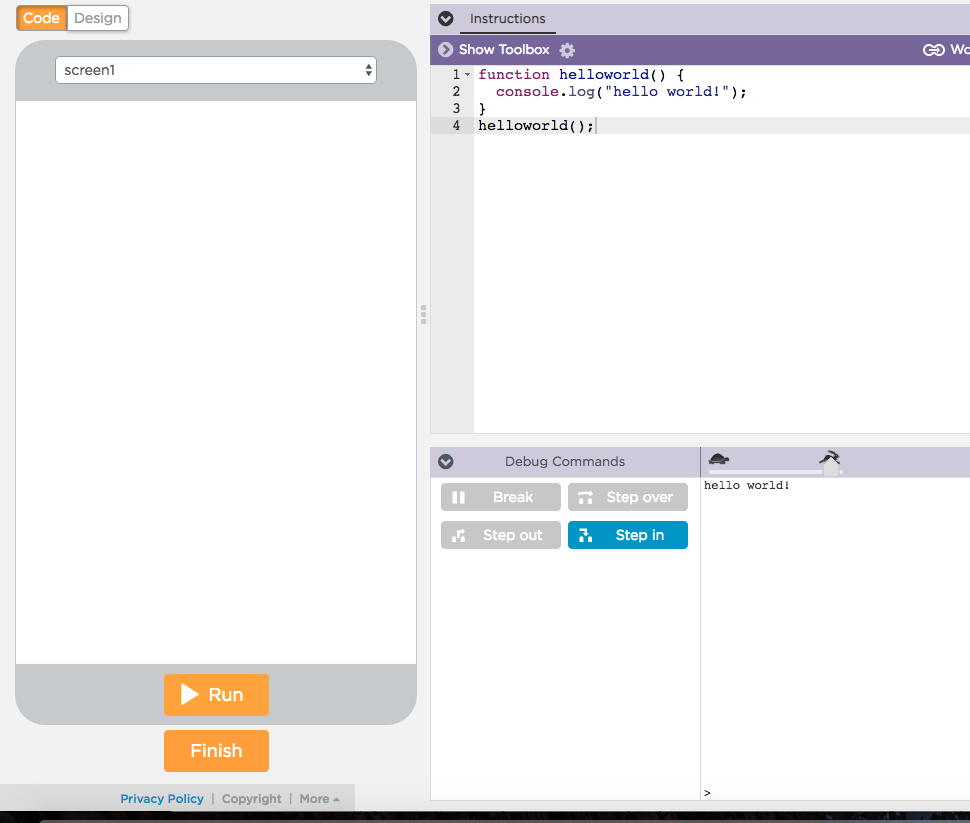 Code Design
screen1
Run
Finish
Privacy Policy | Copyright | More
Instructions
Show Toolbox
1 function helloworld() {
2 console.log("hello world!");
3 }
4 helloworld();
Debug Commands
Break Step over
Step out Step in
hello world!
>